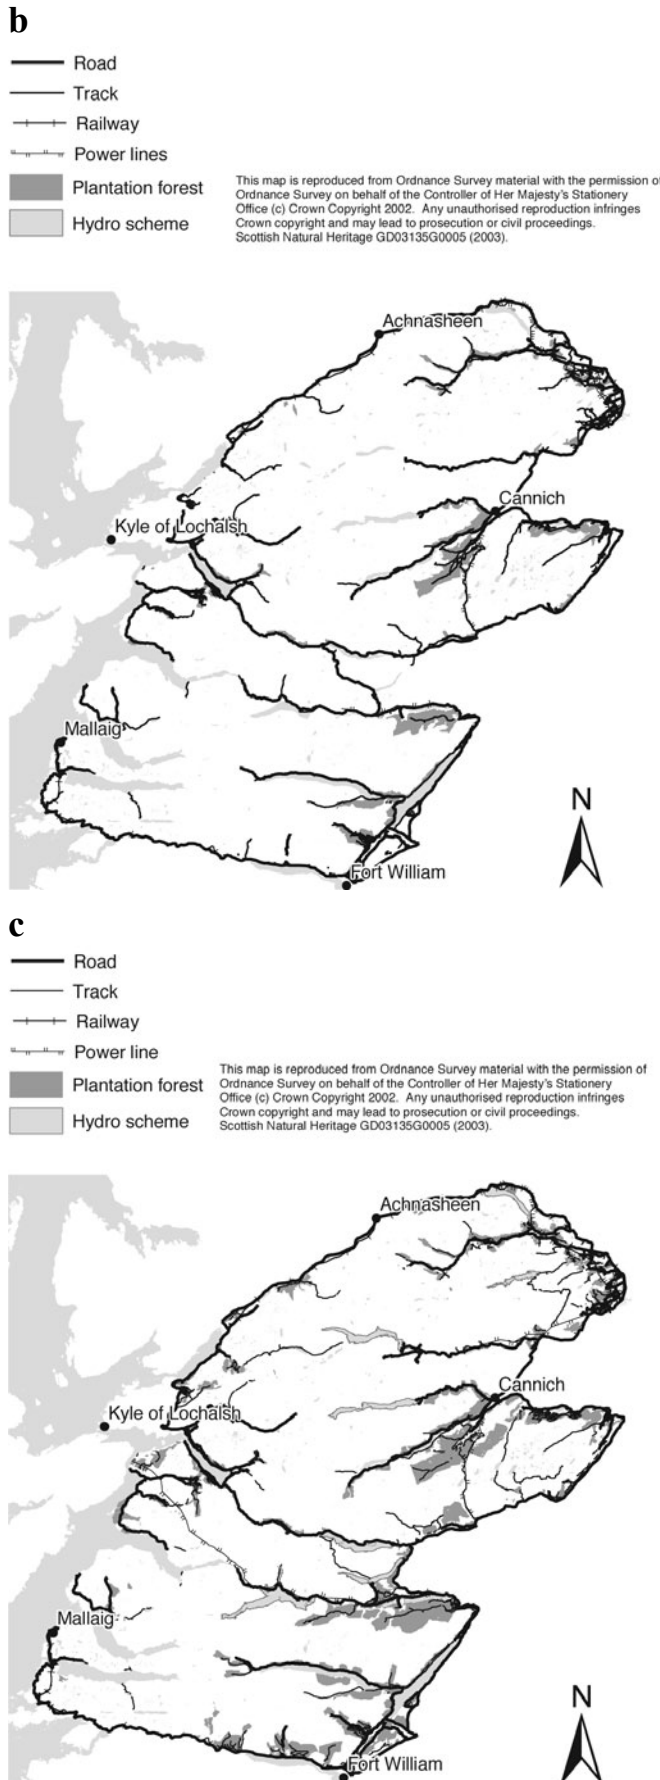 b
Road
Track
Railway
Power lines
Plantation forest
Hydro scheme
This map is reproduced from Ordnance Survey material with the permission of
Ordnance Survey on behalf of the Controller of Her Majesty's Stationery
Office (c) Crown Copyright 2002. Any unauthorised reproduction infringes
Crown copyright and may lead to prosecution or civil proceedings.
Scottish Natural Heritage GD03135G0005 (2003).
Achnasheen
Cannich
Kyle of Lochalsh
Mallaig
N
Fort William
c
Road
Track
Railway
Power line
Plantation forest
Hydro scheme
This map is reproduced from Ordnance Survey material with the permission of
Ordnance Survey on behalf of the Controller of Her Majesty's Stationery
Office (c) Crown Copyright 2002. Any unauthorised reproduction infringes
Crown copyright and may lead to prosecution or civil proceedings.
Scottish Natural Heritage GD03135G0005 (2003).
Achnasheen
Cannich
Kyle of Lochalsh
Mallaig
N
Fort William